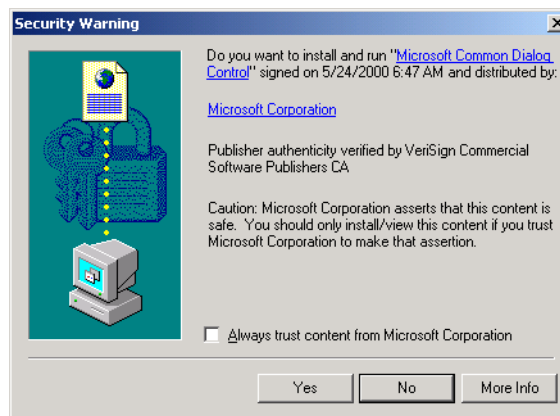 Security Warning
Do you want to install and run "Microsoft Common Dialog
Control" signed on 5/24/2000 6:47 AM and distributed by:
Microsoft Corporation
Publisher authenticity verified by VeriSign Commercial
Software Publishers CA
Caution: Microsoft Corporation asserts that this content is
safe. You should only install/view this content if you trust
Microsoft Corporation to make that assertion.
Always trust content from Microsoft Corporation
Yes No More Info